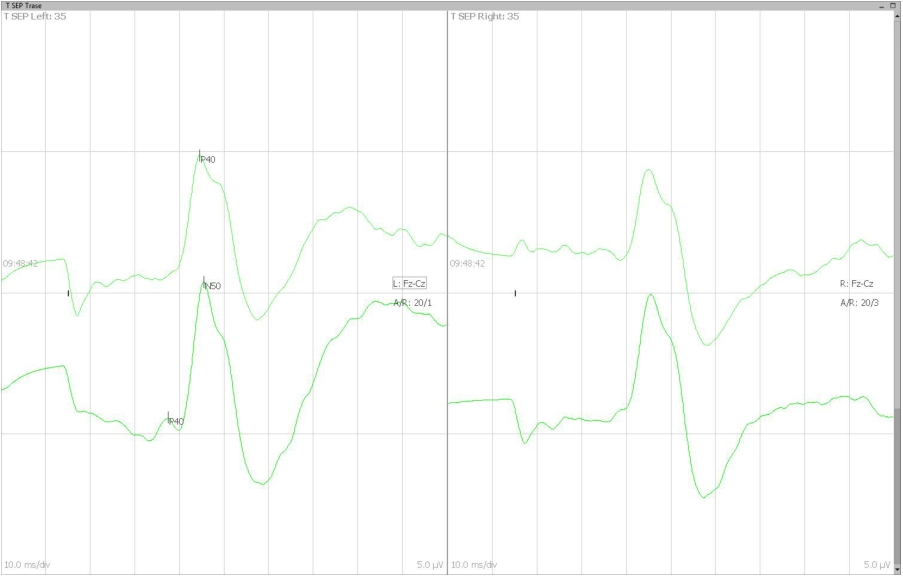 T SEP Trase
T SEP Left: 35
T SEP Right: 35
P40
09:48:42
09:48:42
N50
L: Fz-Cz
R: Fz-Cz
A/R: 20/1
A/R: 20/3
P40
10.0 ms/div
5.0 µV
10.0 ms/div
5.0 µV